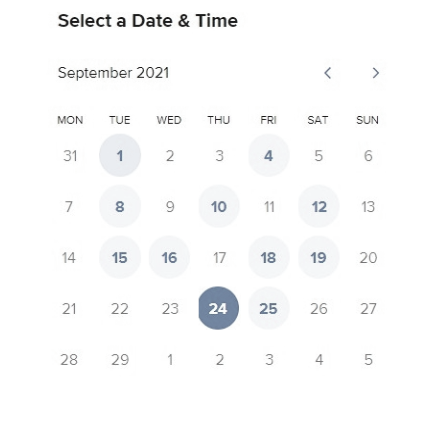 Select a Date & Time
September 2021
MON TUE WED THU FRI SAT SUN
31 1 2 3 4 5 6
7 8 9 10 11 12 13
14 15 16 17 18 19 20
21 22 23 24 25 26 27
28 29 1 2 3 4 5